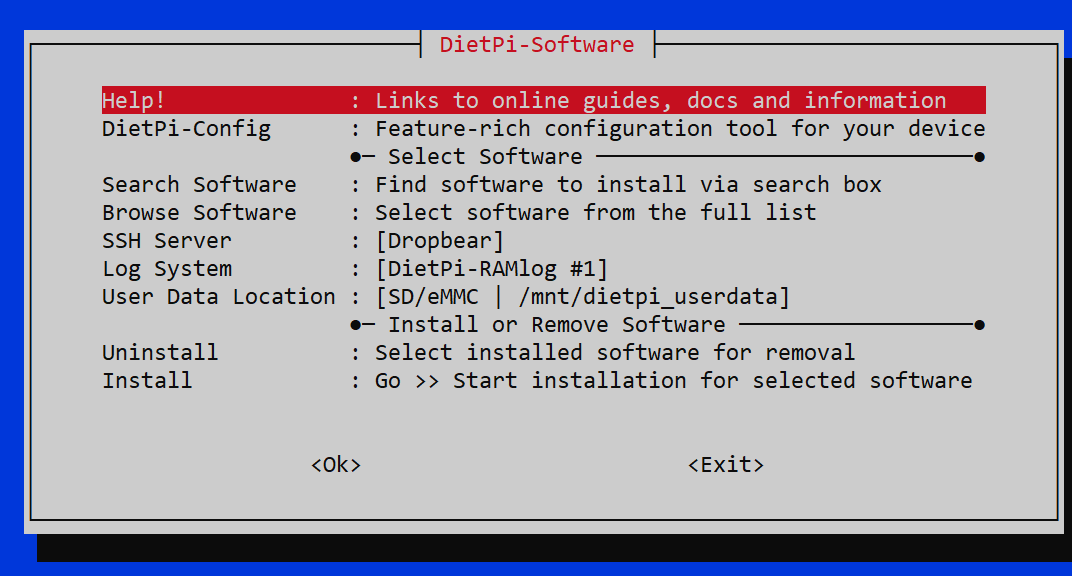 DietPi-Software
Help! : Links to online guides, docs and information
DietPi-Config : Feature-rich configuration tool for your device
●─ Select Software ─────────────────────────────●
Search Software : Find software to install via search box
Browse Software : Select software from the full list
SSH Server : [Dropbear]
Log System : [DietPi-RAMlog #1]
User Data Location : [SD/eMMC | /mnt/dietpi_userdata]
●─ Install or Remove Software ──────────────────●
Uninstall : Select installed software for removal
Install : Go >> Start installation for selected software
<Ok> <Exit>